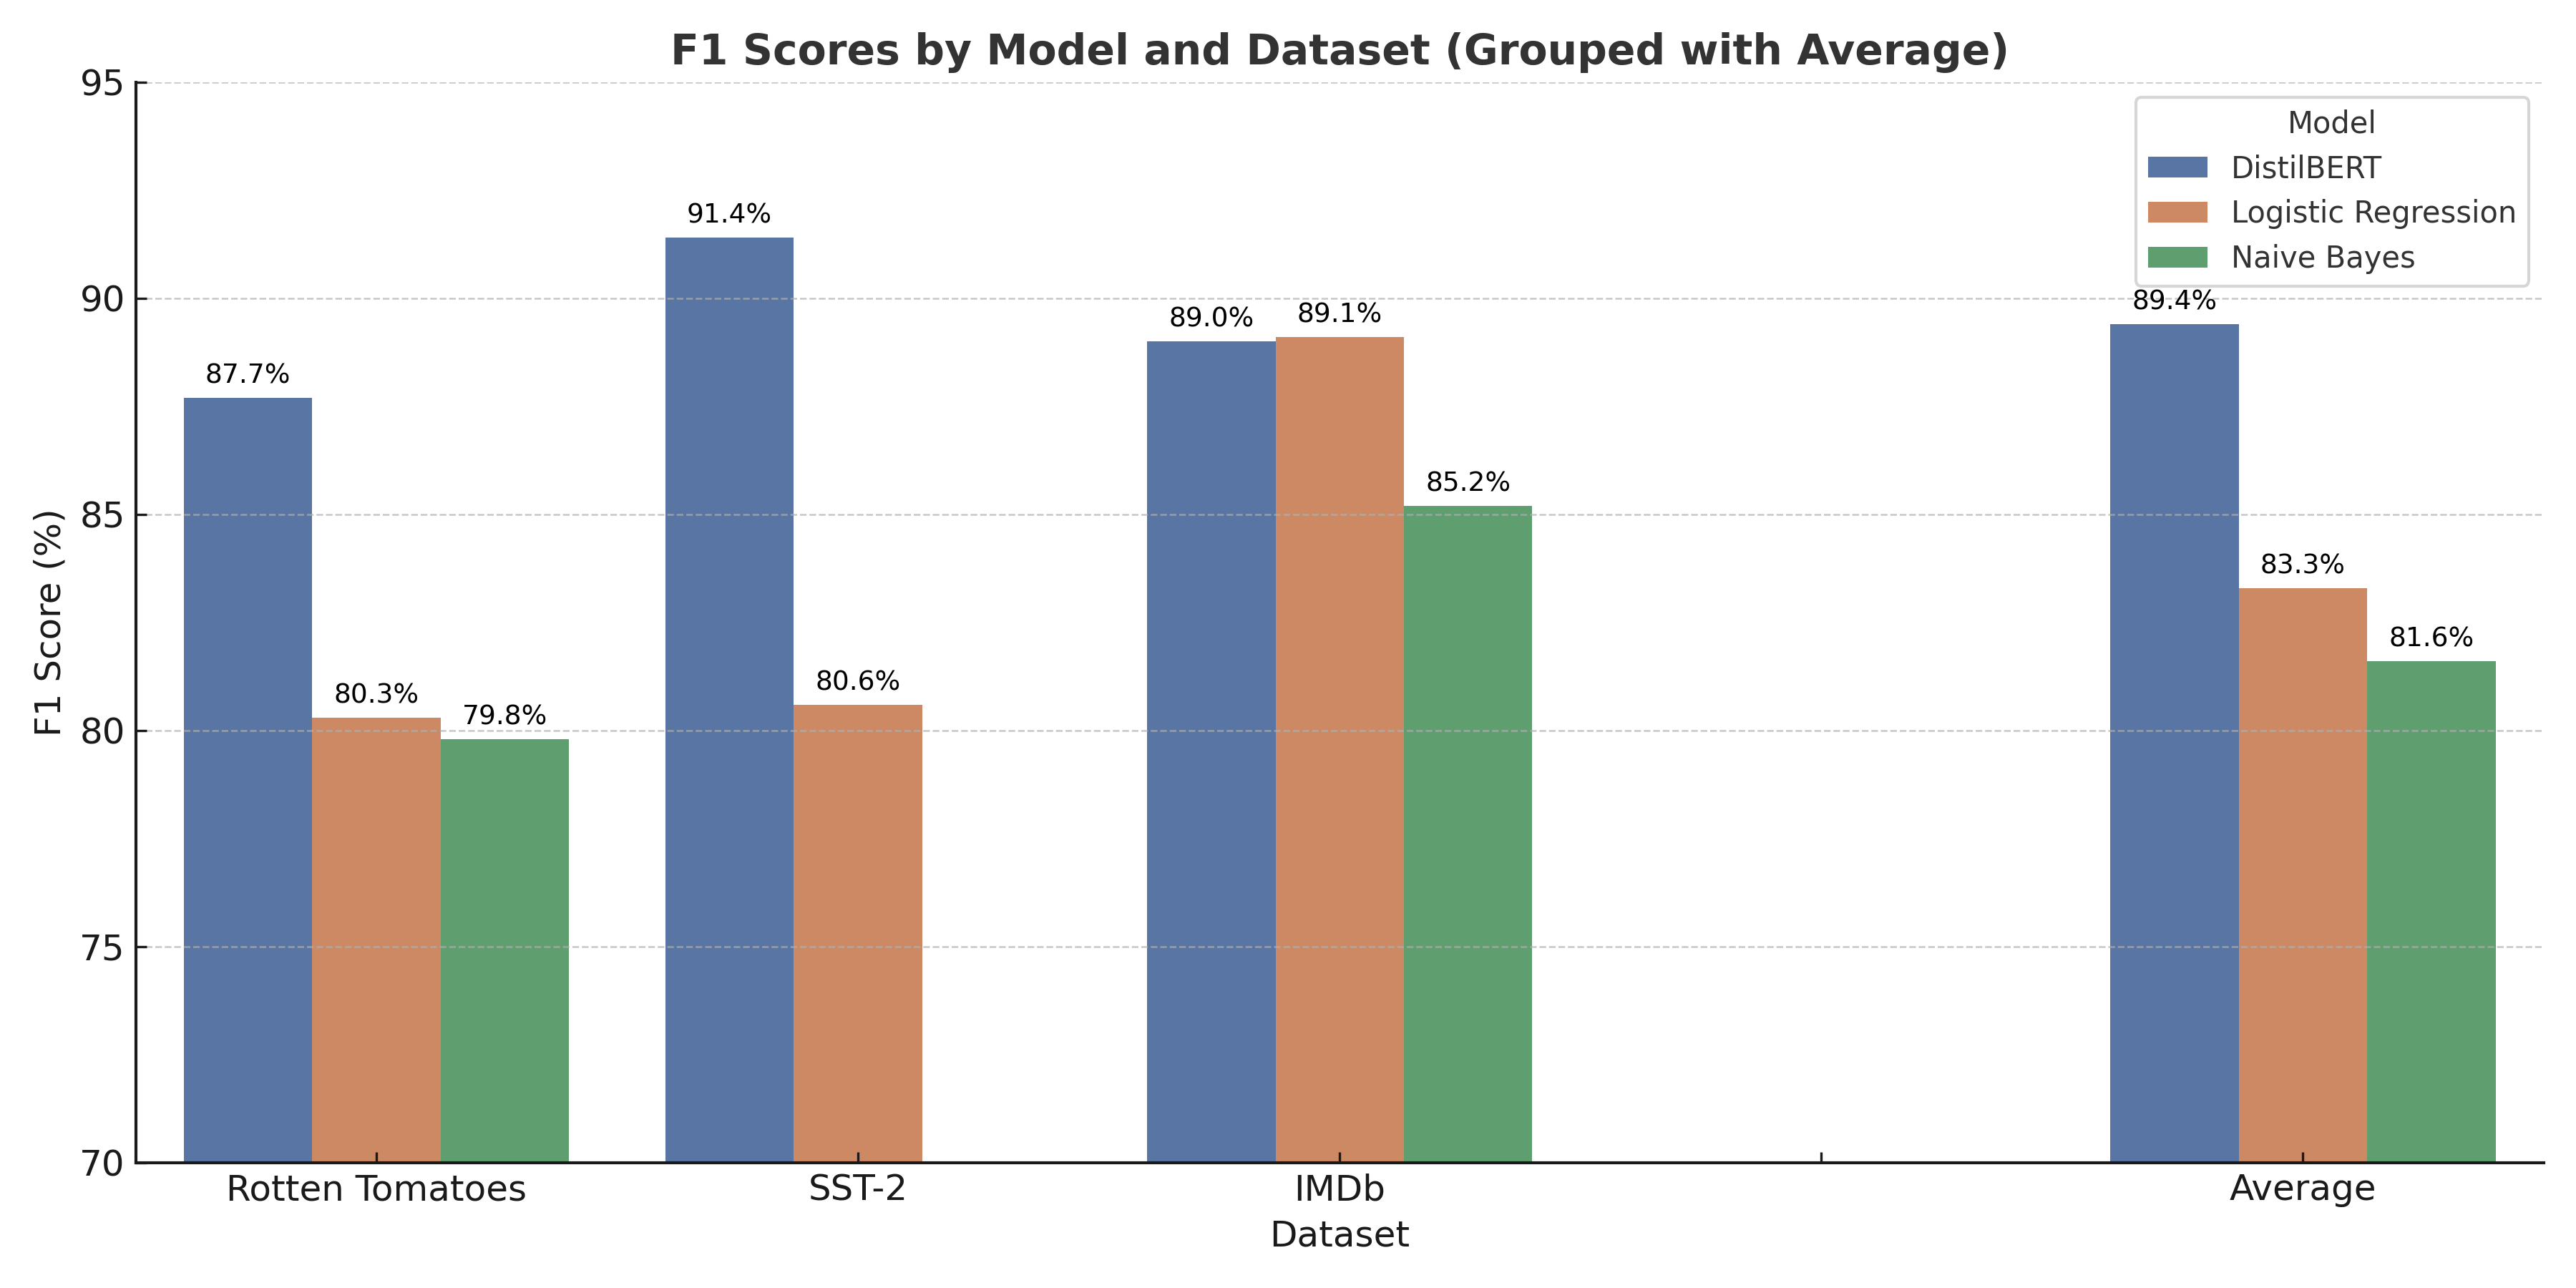 F1 Scores by Model and Dataset (Grouped with Average)
Model
DistilBERT
Logistic Regression
Naive Bayes
F1 Score (%)
95
90
85
80
75
70
87.7%
80.3%
79.8%
91.4%
80.6%
89.0%
89.1%
85.2%
89.4%
83.3%
81.6%
Rotten Tomatoes
SST-2
IMDb
Average
Dataset